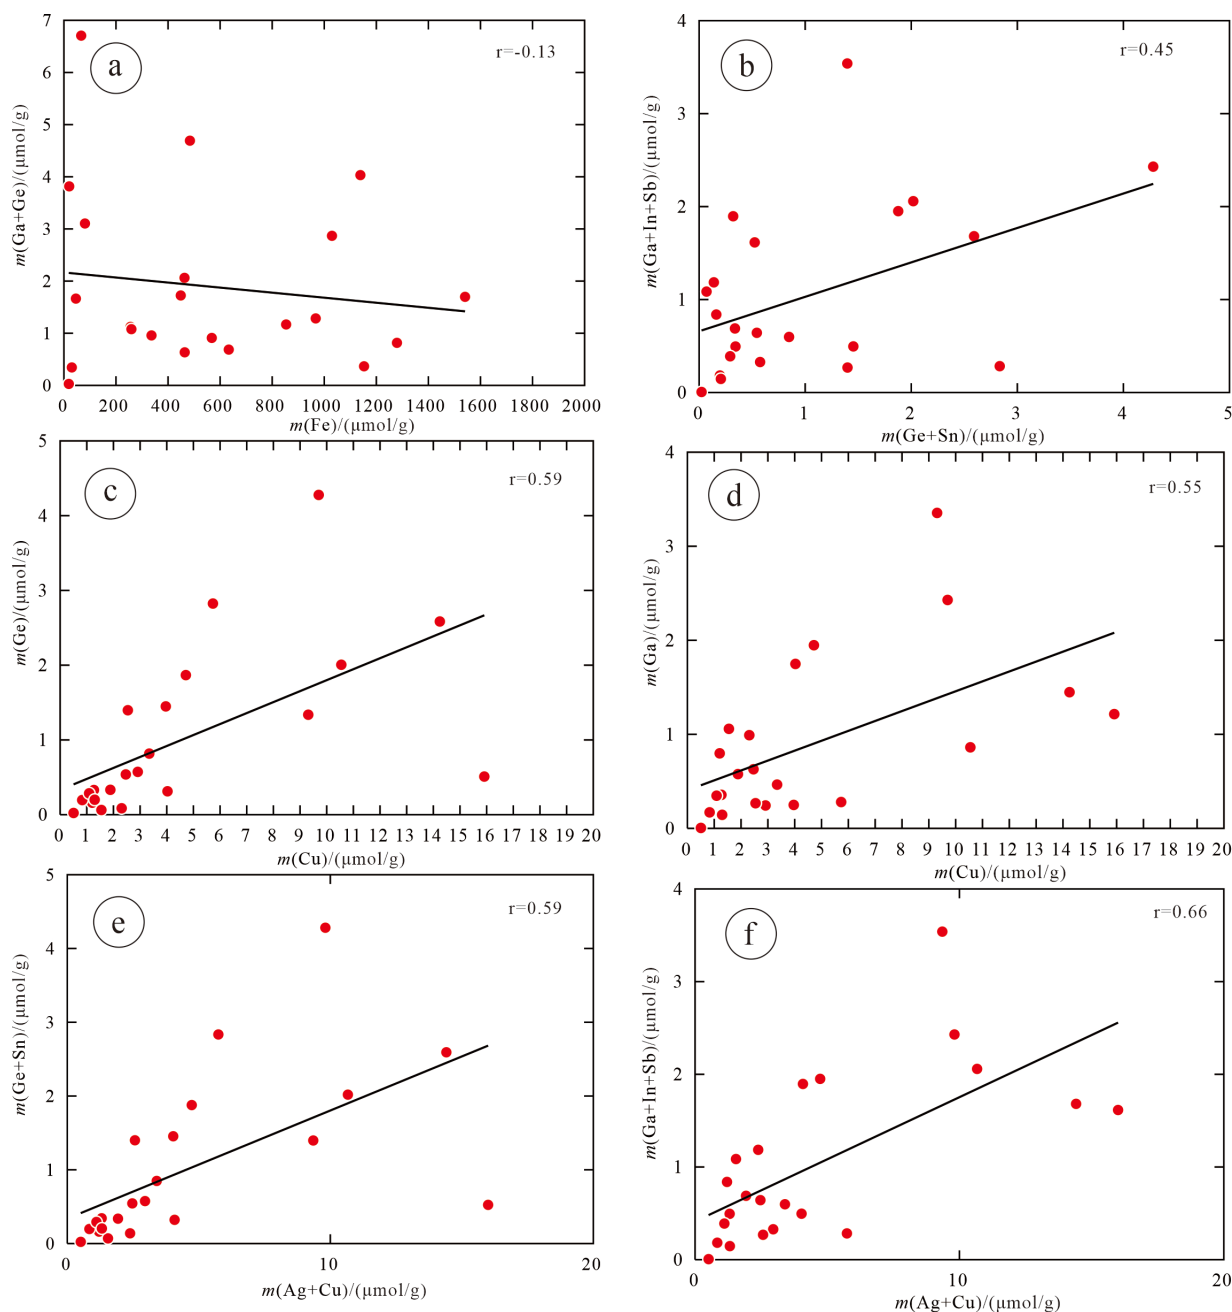 a
r=-0.13
7
6
5
4
3
2
1
0
m(Ga+Ge)/(μmol/g)
0 200 400 600 800 1000 1200 1400 1600 1800 2000
m(Fe)/(μmol/g)
b
r=0.45
4
3
2
1
0
m(Ga+In+Sb)/(μmol/g)
0 1 2 3 4 5
m(Ge+Sn)/(μmol/g)
c
r=0.59
5
4
3
2
1
0
m(Ge)/(μmol/g)
0 1 2 3 4 5 6 7 8 9 10 11 12 13 14 15 16 17 18 19 20
m(Cu)/(μmol/g)
d
r=0.55
4
3
2
1
0
m(Ga)/(μmol/g)
0 1 2 3 4 5 6 7 8 9 10 11 12 13 14 15 16 17 18 19 20
m(Cu)/(μmol/g)
e
r=0.59
5
4
3
2
1
0
m(Ge+Sn)/(μmol/g)
0 10 20
m(Ag+Cu)/(μmol/g)
f
r=0.66
4
3
2
1
0
m(Ga+In+Sb)/(μmol/g)
0 10 20
m(Ag+Cu)/(μmol/g)